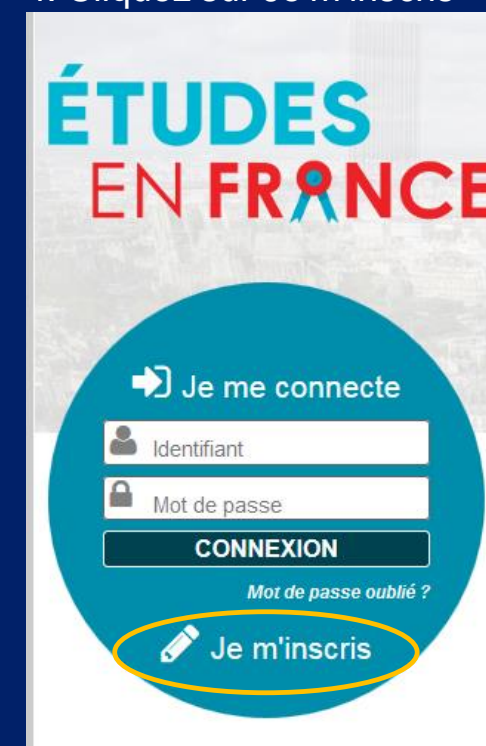 ÉTUDES
EN FRANCE
Je me connecte
Identifiant
Mot de passe
CONNEXION
Mot de passe oublié ?
Je m'inscris